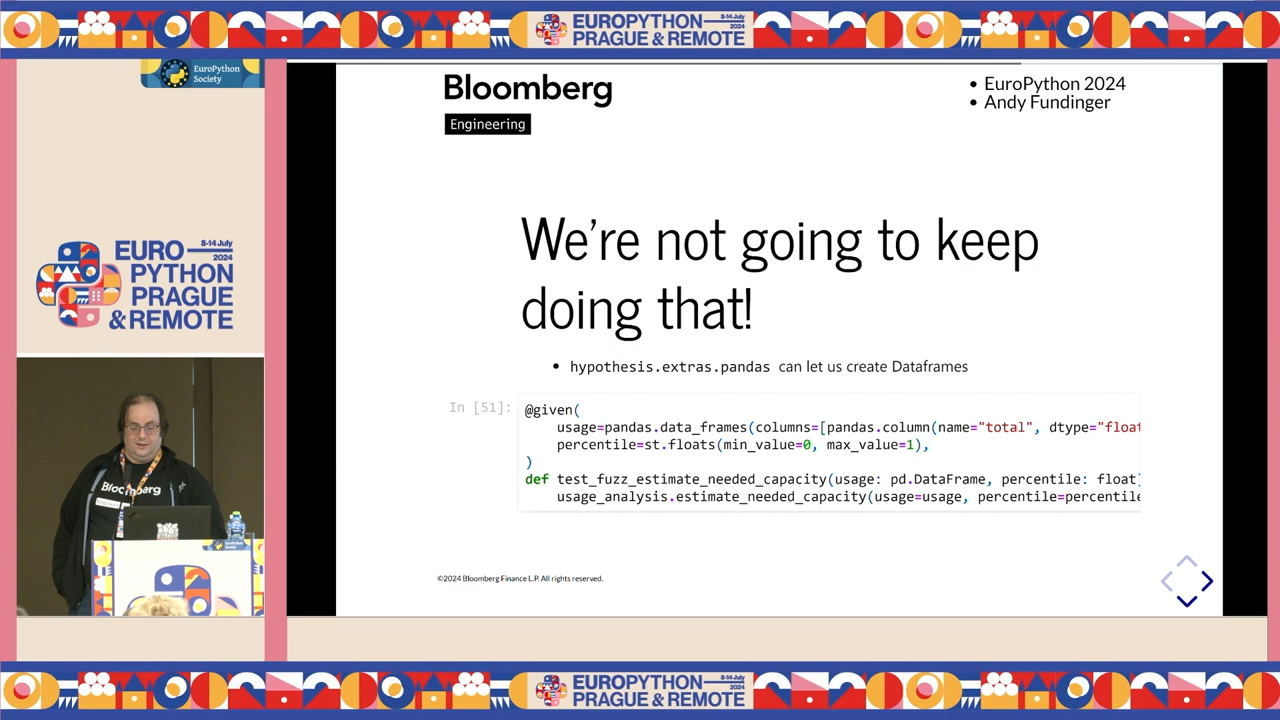 EUROPYTHON 8-14 July 2024
PRAGUE & REMOTE
EuroPython
Society
Bloomberg
Engineering
• EuroPython 2024
• Andy Fundinger
EURO 8-14 July 2024
PYTHON
PRAGUE
& REMOTE
We're not going to keep
doing that!
• hypothesis.extras.pandas can let us create Dataframes
In [51]:
@given(
    usage=pandas.data_frames(columns=[pandas.column(name="total", dtype="float
    percentile=st.floats(min_value=0, max_value=1),
)
def test_fuzz_estimate_needed_capacity(usage: pd.DataFrame, percentile: float)
    usage_analysis.estimate_needed_capacity(usage=usage, percentile=percentile
Bloomberg
©2024 Bloomberg Finance L.P. All rights reserved.
EUROPYTHON 8-14 July 2024
PRAGUE & REMOTE